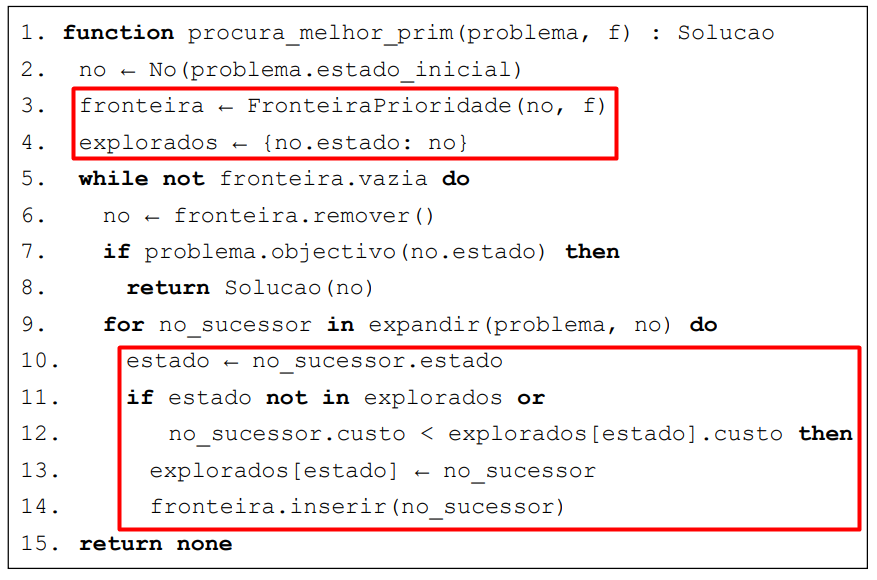 1. function procura_melhor_prim(problema, f) : Solucao
2. no ← No(problema.estado_inicial)
3. fronteira ← FronteiraPrioridade(no, f)
4. explorados ← {no.estado: no}
5. while not fronteira.vazia do
6. no ← fronteira.remover()
7. if problema.objectivo(no.estado) then
8. return Solucao(no)
9. for no_sucessor in expandir(problema, no) do
10. estado ← no_sucessor.estado
11. if estado not in explorados or
12. no_sucessor.custo < explorados[estado].custo then
13. explorados[estado] ← no_sucessor
14. fronteira.inserir(no_sucessor)
15. return none